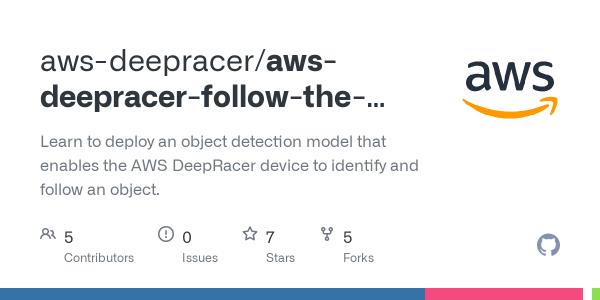 aws-deepracer/aws-
deepracer-follow-the-...
aws
Learn to deploy an object detection model that
enables the AWS DeepRacer device to identify and
follow an object.
5
Contributors
0
Issues
7
Stars
5
Forks